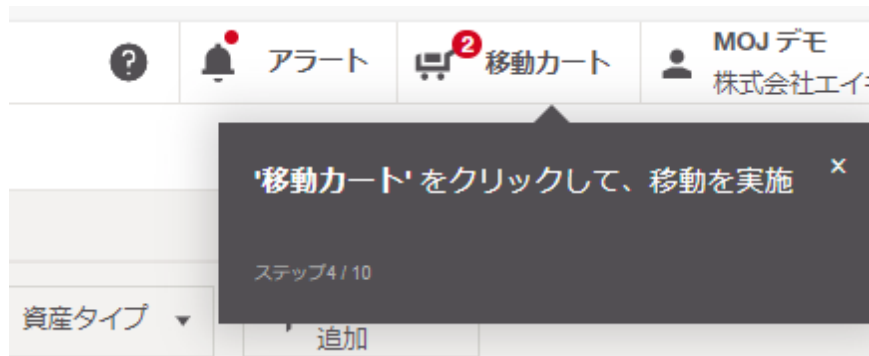 ?
アラート
2
移動カート
MOJ デモ
株式会社エイ
'移動カート' をクリックして、移動を実施
×
ステップ4 / 10
資産タイプ
追加